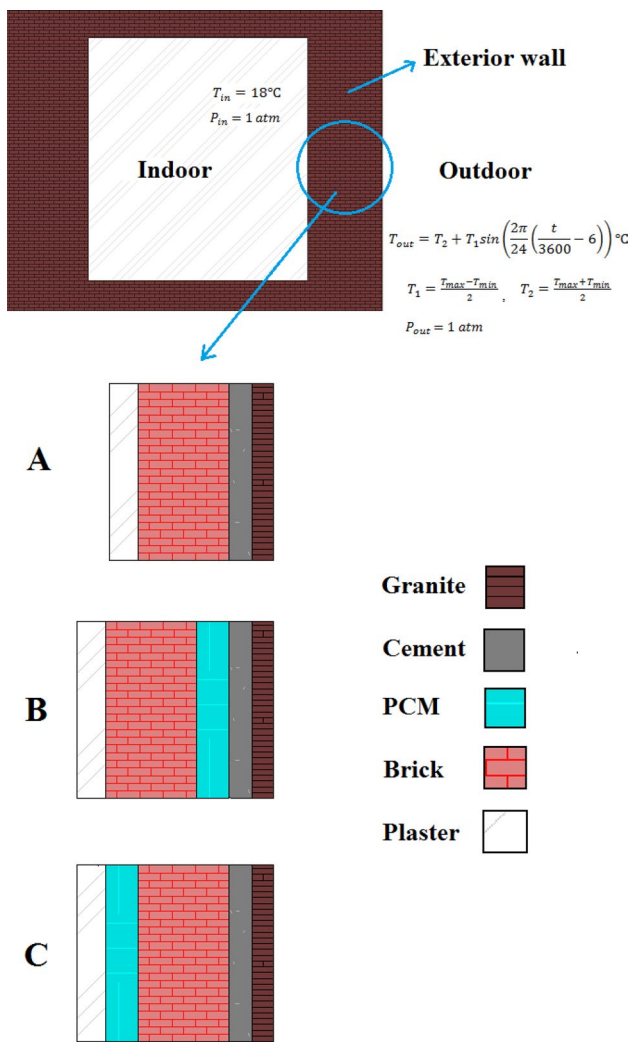 Exterior wall
T_in = 18°C
P_in = 1 atm
Indoor
Outdoor
T_out = T_2 + T_1 sin(2π/24 (t/3600 − 6)) °C
T_1 = (T_max−T_min)/2 , T_2 = (T_max+T_min)/2
P_out = 1 atm
A
Granite
Cement
B
PCM
Brick
Plaster
C